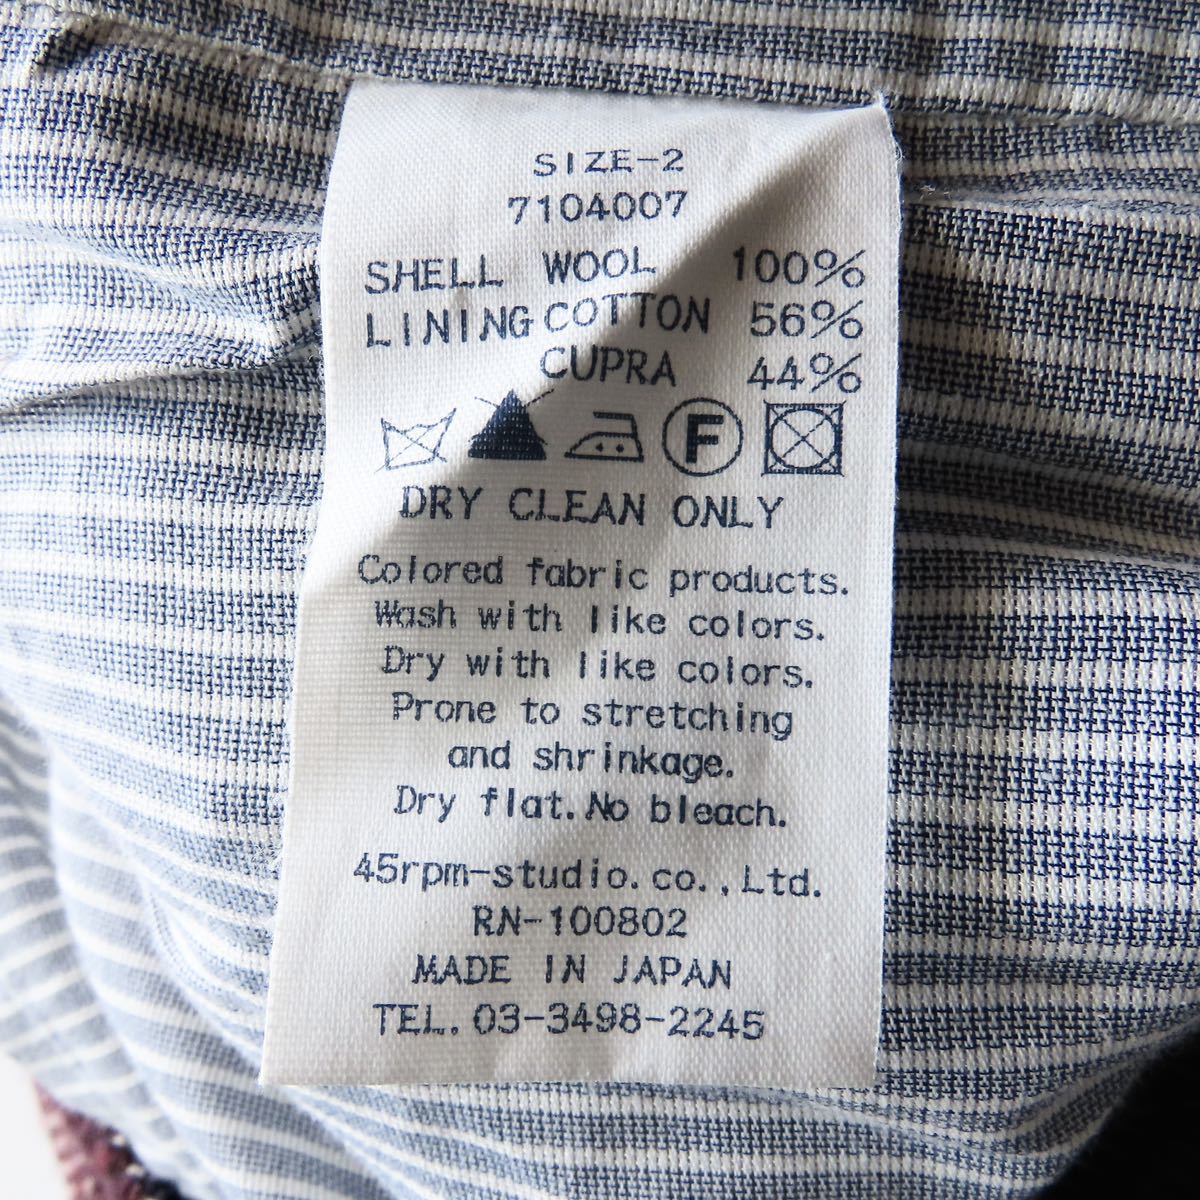 SIZE-2
7104007
SHELL WOOL 100%
LINING COTTON 56%
CUPRA 44%
F
DRY CLEAN ONLY
Colored fabric products.
Wash with like colors.
Dry with like colors.
Prone to stretching
and shrinkage.
Dry flat. No bleach.
45rpm-studio.co.,Ltd.
RN-100802
MADE IN JAPAN
TEL. 03-3498-2245